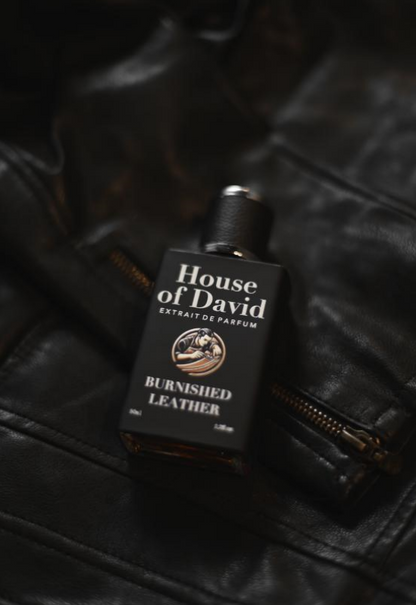 House
of David
EXTRAIT DE PARFUM
BURNISHED
LEATHER